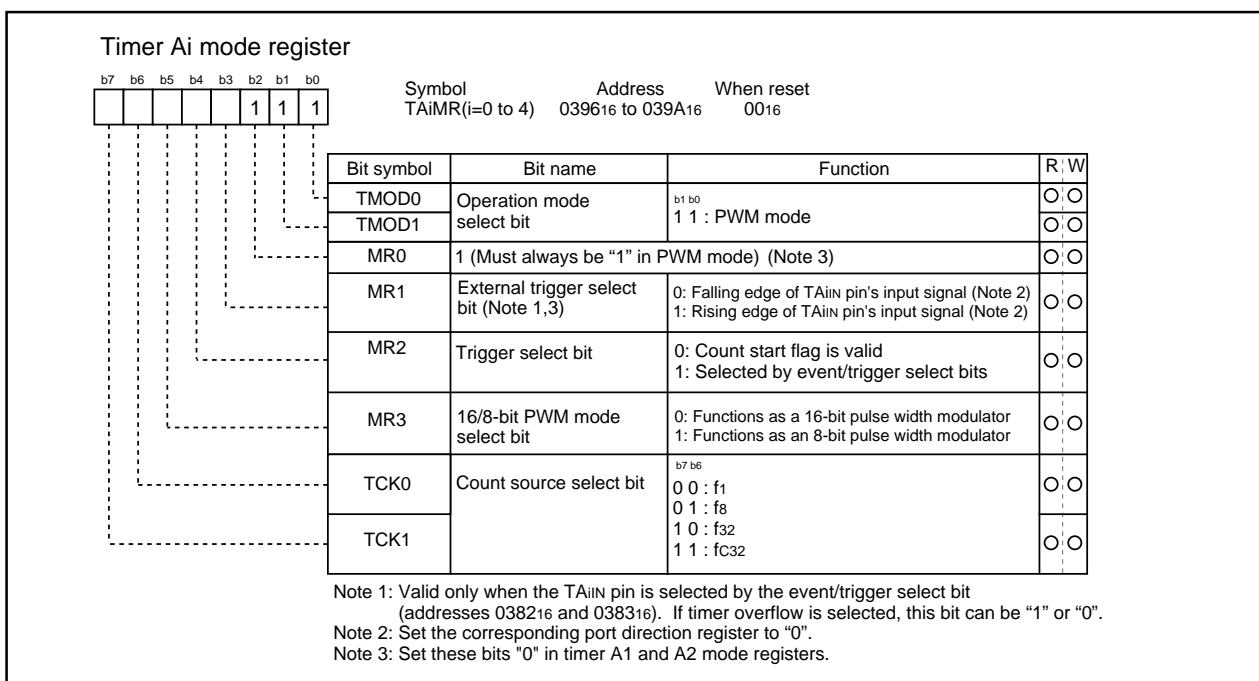 Timer Ai mode register
b7 b6 b5 b4 b3 b2 b1 b0
1 1 1
Symbol Address When reset
TAiMR(i=0 to 4) 039616 to 039A16 0016
Bit symbol Bit name Function R W
TMOD0 Operation mode select bit b1 b0
TMOD1 1 1 : PWM mode
MR0 1 (Must always be “1” in PWM mode) (Note 3)
MR1 External trigger select 0: Falling edge of TAiIN pin's input signal (Note 2)
bit (Note 1,3) 1: Rising edge of TAiIN pin's input signal (Note 2)
MR2 Trigger select bit 0: Count start flag is valid
1: Selected by event/trigger select bits
MR3 16/8-bit PWM mode 0: Functions as a 16-bit pulse width modulator
select bit 1: Functions as an 8-bit pulse width modulator
b7 b6
TCK0 Count source select bit 0 0 : f1
0 1 : f8
TCK1 1 0 : f32
1 1 : fC32
Note 1: Valid only when the TAiIN pin is selected by the event/trigger select bit
(addresses 038216 and 038316). If timer overflow is selected, this bit can be “1” or “0”.
Note 2: Set the corresponding port direction register to “0”.
Note 3: Set these bits "0" in timer A1 and A2 mode registers.